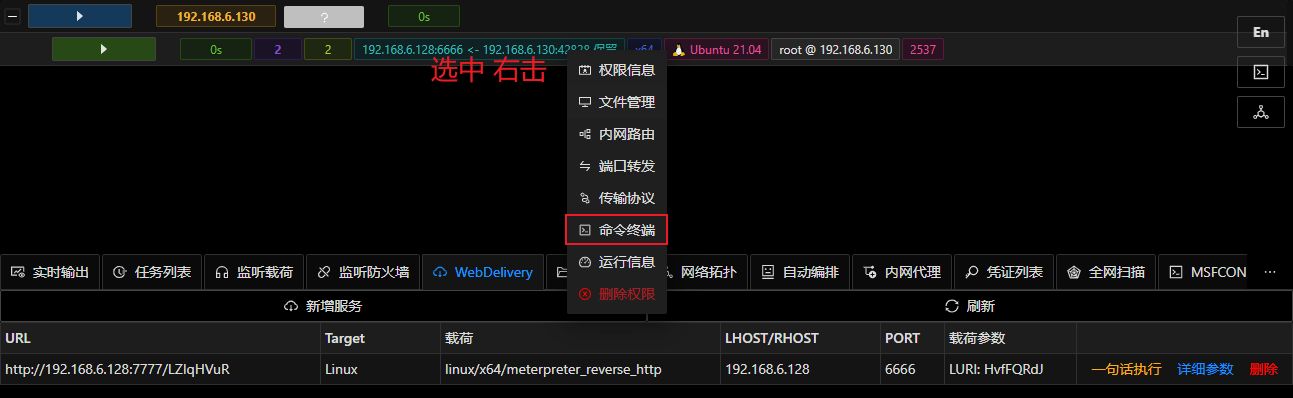 192.168.6.130 ? 0s En
0s 2 2 192.168.6.128:6666 <- 192.168.6.130:42828 保留 x64 Ubuntu 21.04 root @ 192.168.6.130 2537
选中 右击
权限信息
文件管理
内网路由
端口转发
传输协议
命令终端
运行信息
删除权限
实时输出 任务列表 监听载荷 监听防火墙 WebDelivery 网络拓扑 自动编排 内网代理 凭证列表 全网扫描 MSFCON ···
新增服务 刷新
URL Target 载荷 LHOST/RHOST PORT 载荷参数
http://192.168.6.128:7777/LZIqHVuR Linux linux/x64/meterpreter_reverse_http 192.168.6.128 6666 LURI: HvfFQRdJ 一句话执行 详细参数 删除